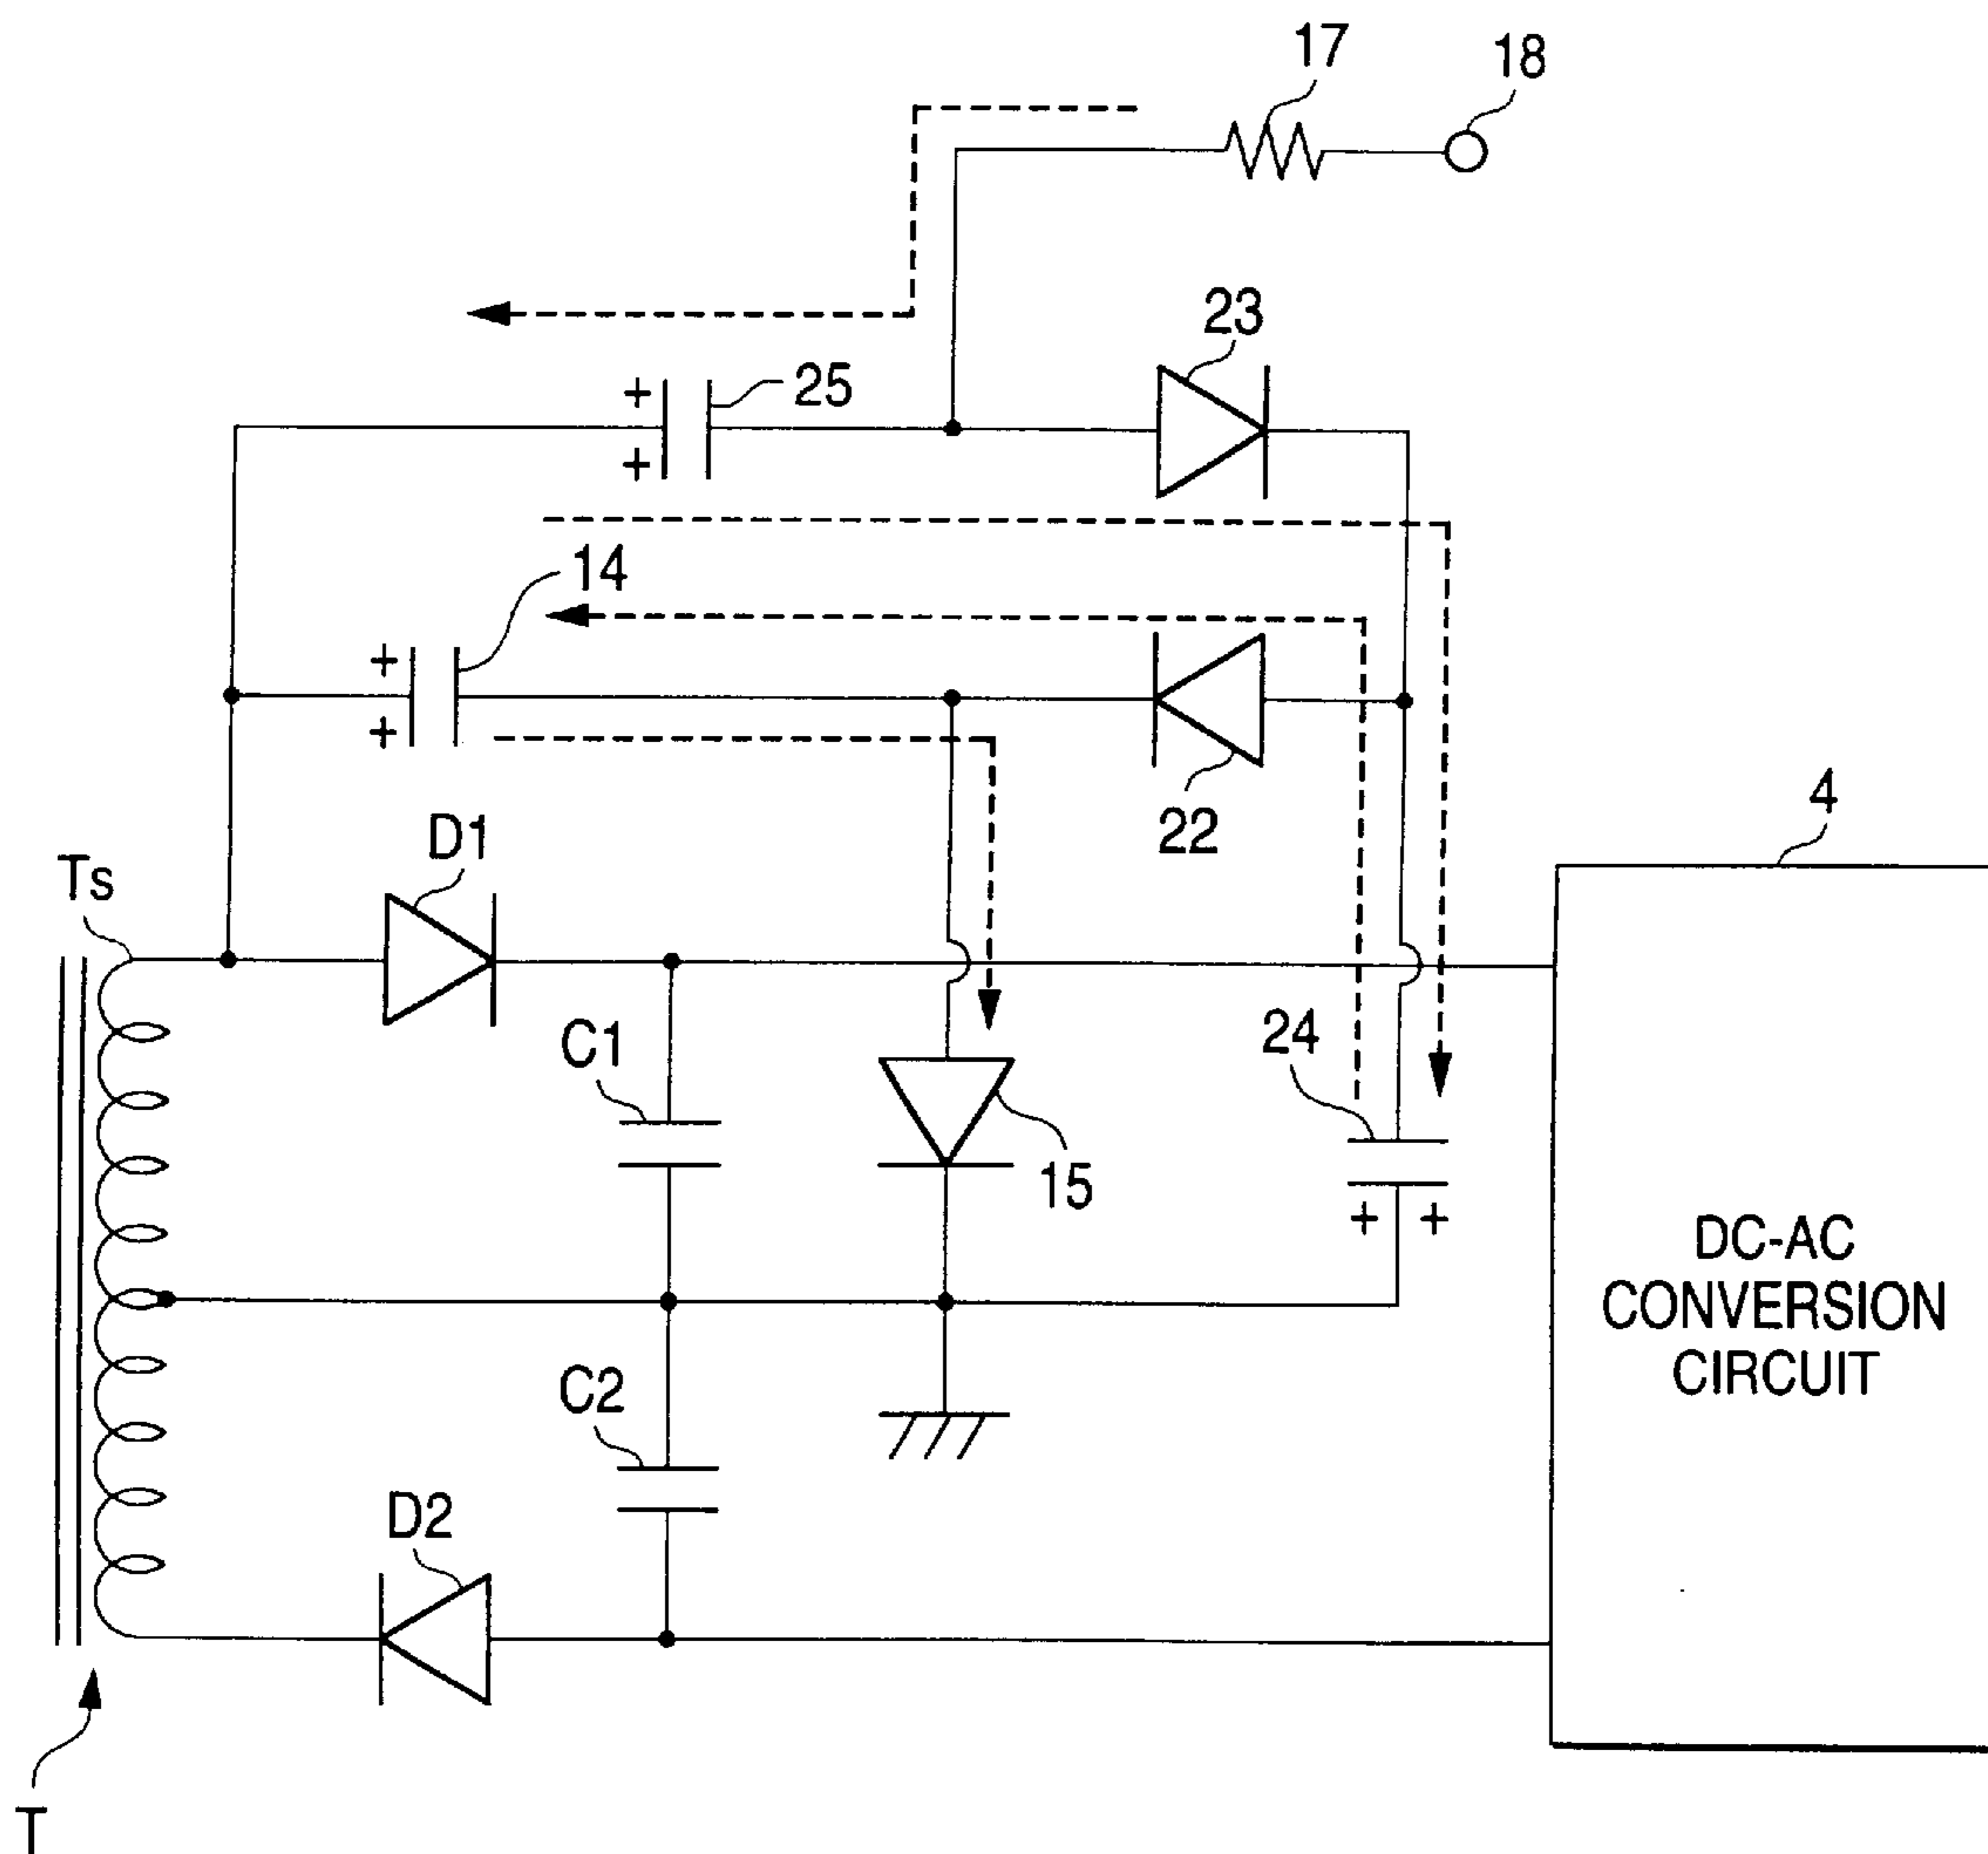 17
18
23
+
25
+
14
+
+
22
D1
4
Ts
C1
24
15
+ +
DC-AC
CONVERSION
CIRCUIT
C2
D2
T